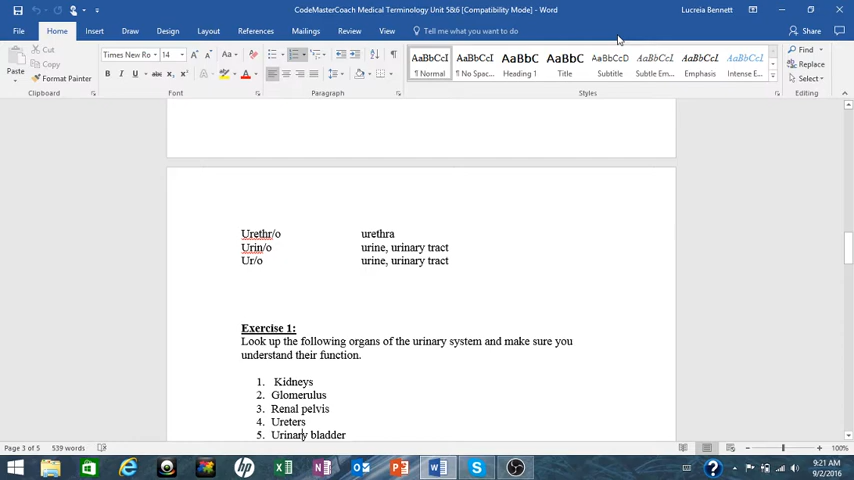 CodeMasterCoach Medical Terminology Unit 5&6 [Compatibility Mode] - Word
Lucreia Bennett
File Home Insert Draw Design Layout References Mailings Review View Tell me what you want to do Share
Cut
Copy
Format Painter
Paste
Clipboard
Times New Ro 14
Aa
B I U abc X₂ X²
A
Font
Paragraph
AaBbCcI AaBbCcI AaBbC AaBbC AaBbCcD AaBbCcI AaBbCcI AaBbCcI
¶ Normal ¶ No Spac... Heading 1 Title Subtitle Subtle Em... Emphasis Intense E...
Styles
Find
Replace
Select
Editing
Urethr/o urethra
Urin/o urine, urinary tract
Ur/o urine, urinary tract
Exercise 1:
Look up the following organs of the urinary system and make sure you
understand their function.
1. Kidneys
2. Glomerulus
3. Renal pelvis
4. Ureters
5. Urinary bladder
Page 3 of 5 539 words 100%
9:21 AM
9/2/2016